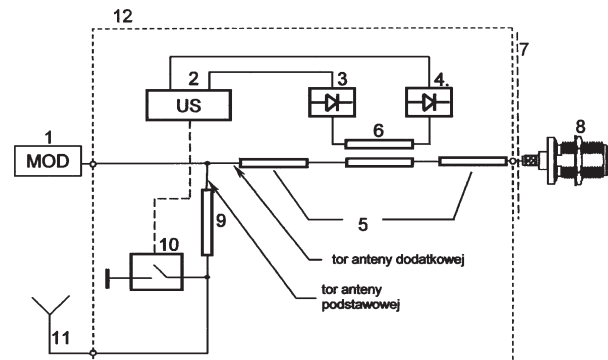 12
7
2
3
4.
8
US
1
6
MOD
5
9
10
tor anteny dodatkowej
tor anteny
podstawowej
11